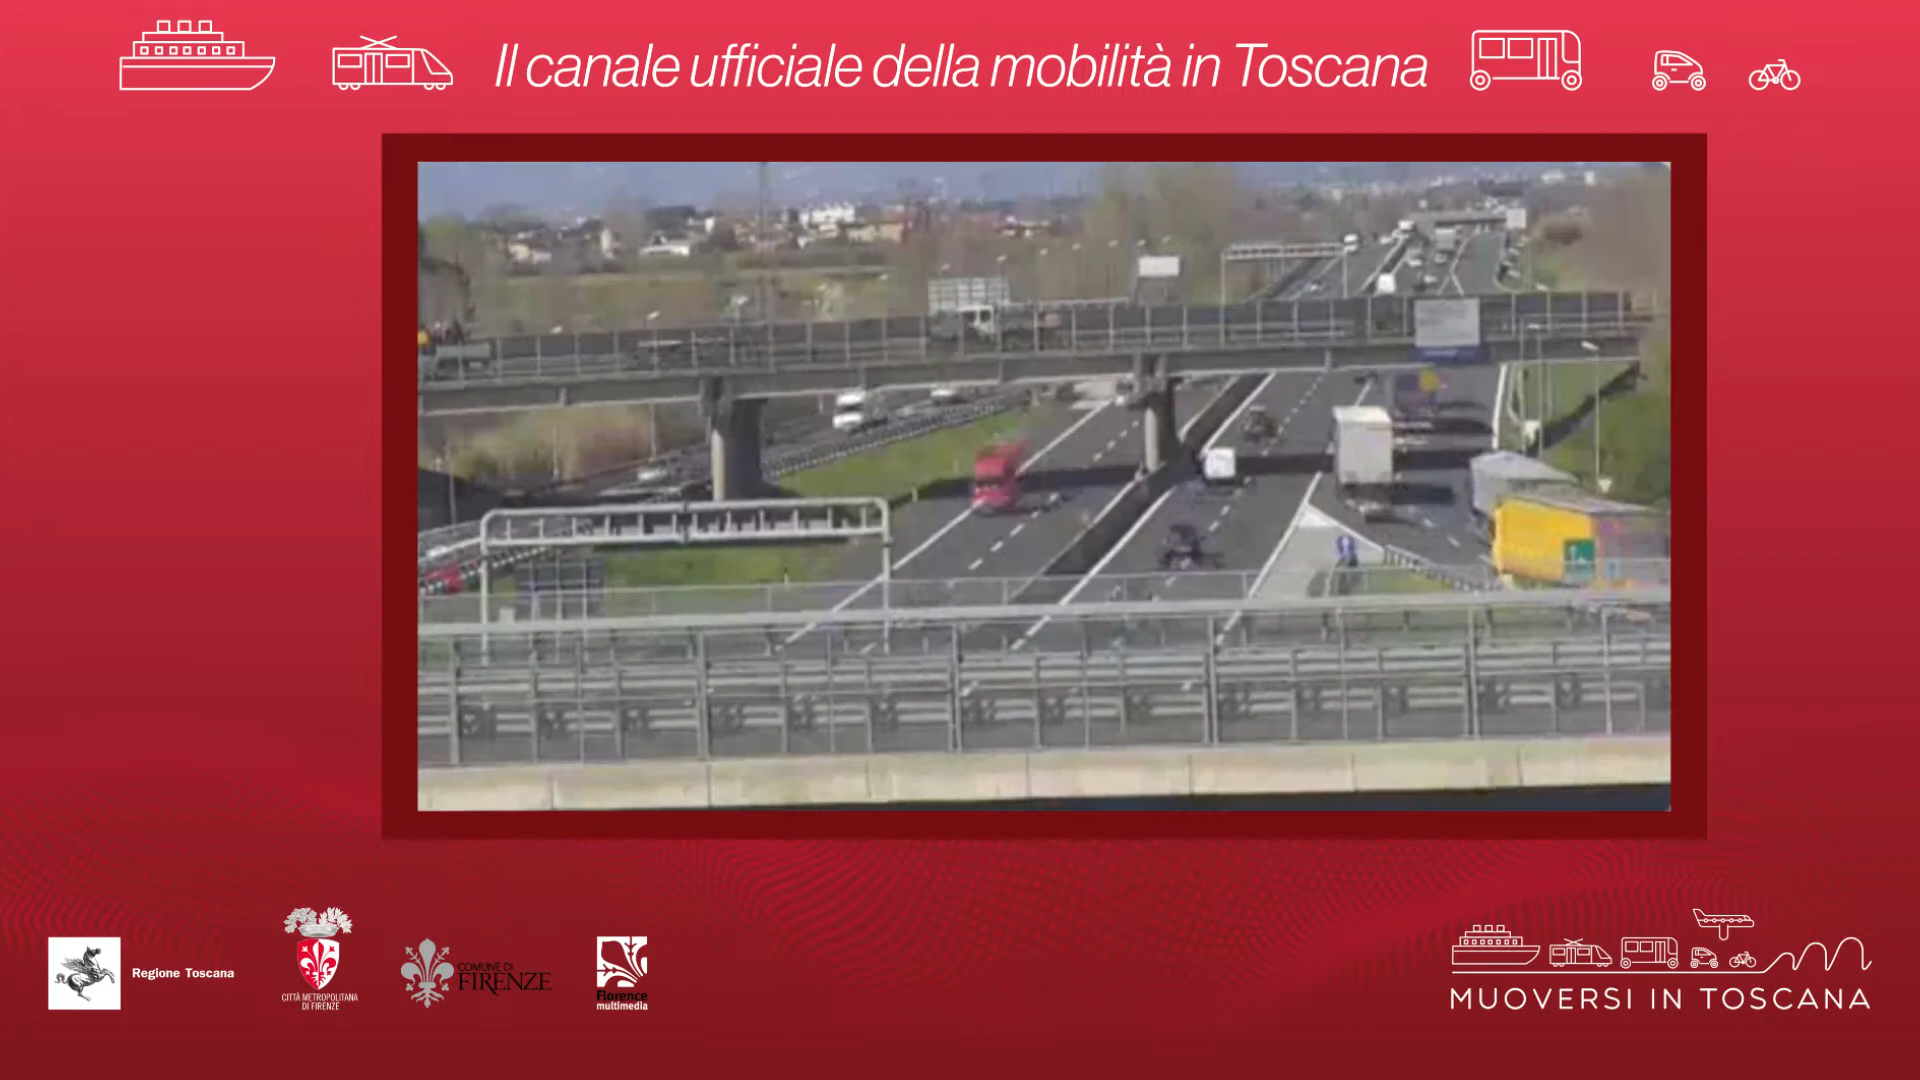 Il canale ufficiale della mobilità in Toscana
Regione Toscana
CITTÀ METROPOLITANA
DI FIRENZE
COMUNE DI
FIRENZE
Florence
multimedia
MUOVERSI IN TOSCANA